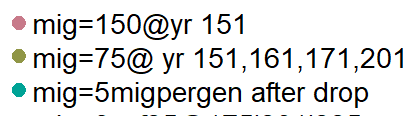 mig=150@yr 151
mig=75@ yr 151,161,171,201
mig=5migpergen after drop